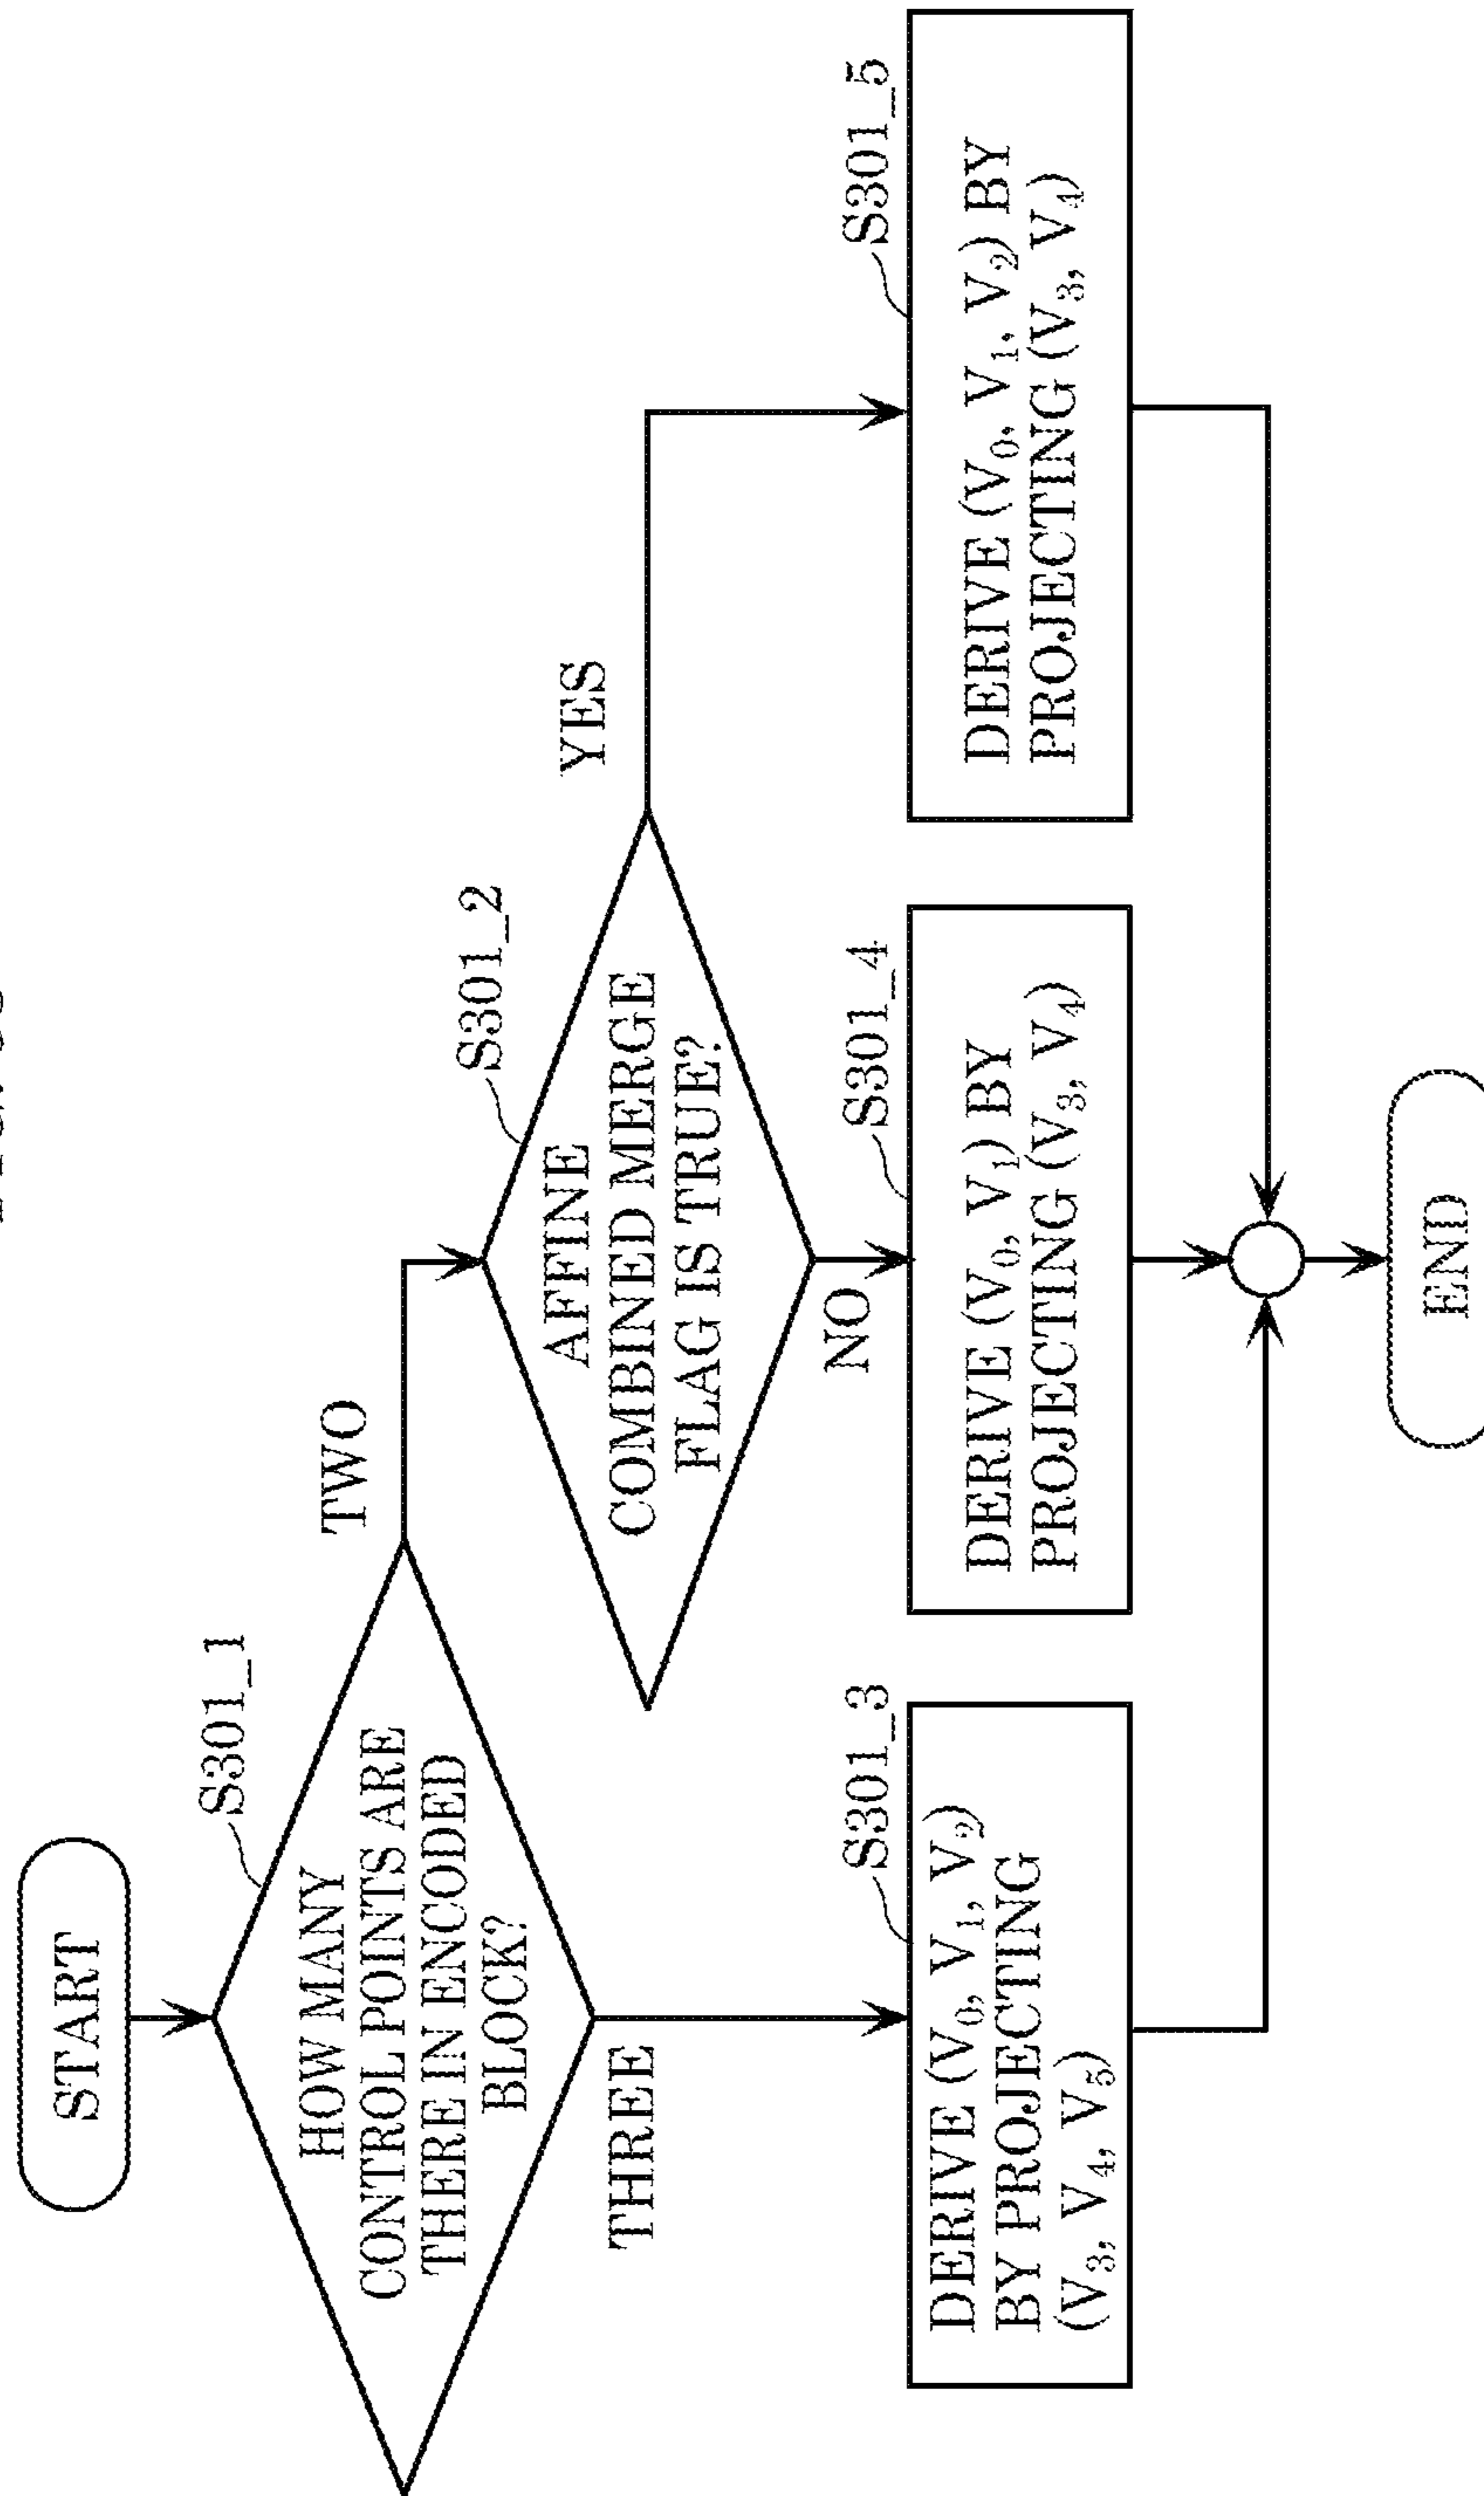 START
S301_1
HOW MANY
CONTROL POINTS ARE
THERE IN ENCODED
BLOCK?
TWO
THREE
S301_2
AFFINE
COMBINED MERGE
FLAG IS TRUE?
YES
NO
S301_3
DERIVE (V₀, V₁, V₂)
BY PROJECTING
(V₃, V₄, V₅)
S301_4
DERIVE (V₀, V₁) BY
PROJECTING (V₃, V₄)
S301_5
DERIVE (V₀, V₁, V₂) BY
PROJECTING (V₃, V₄)
END